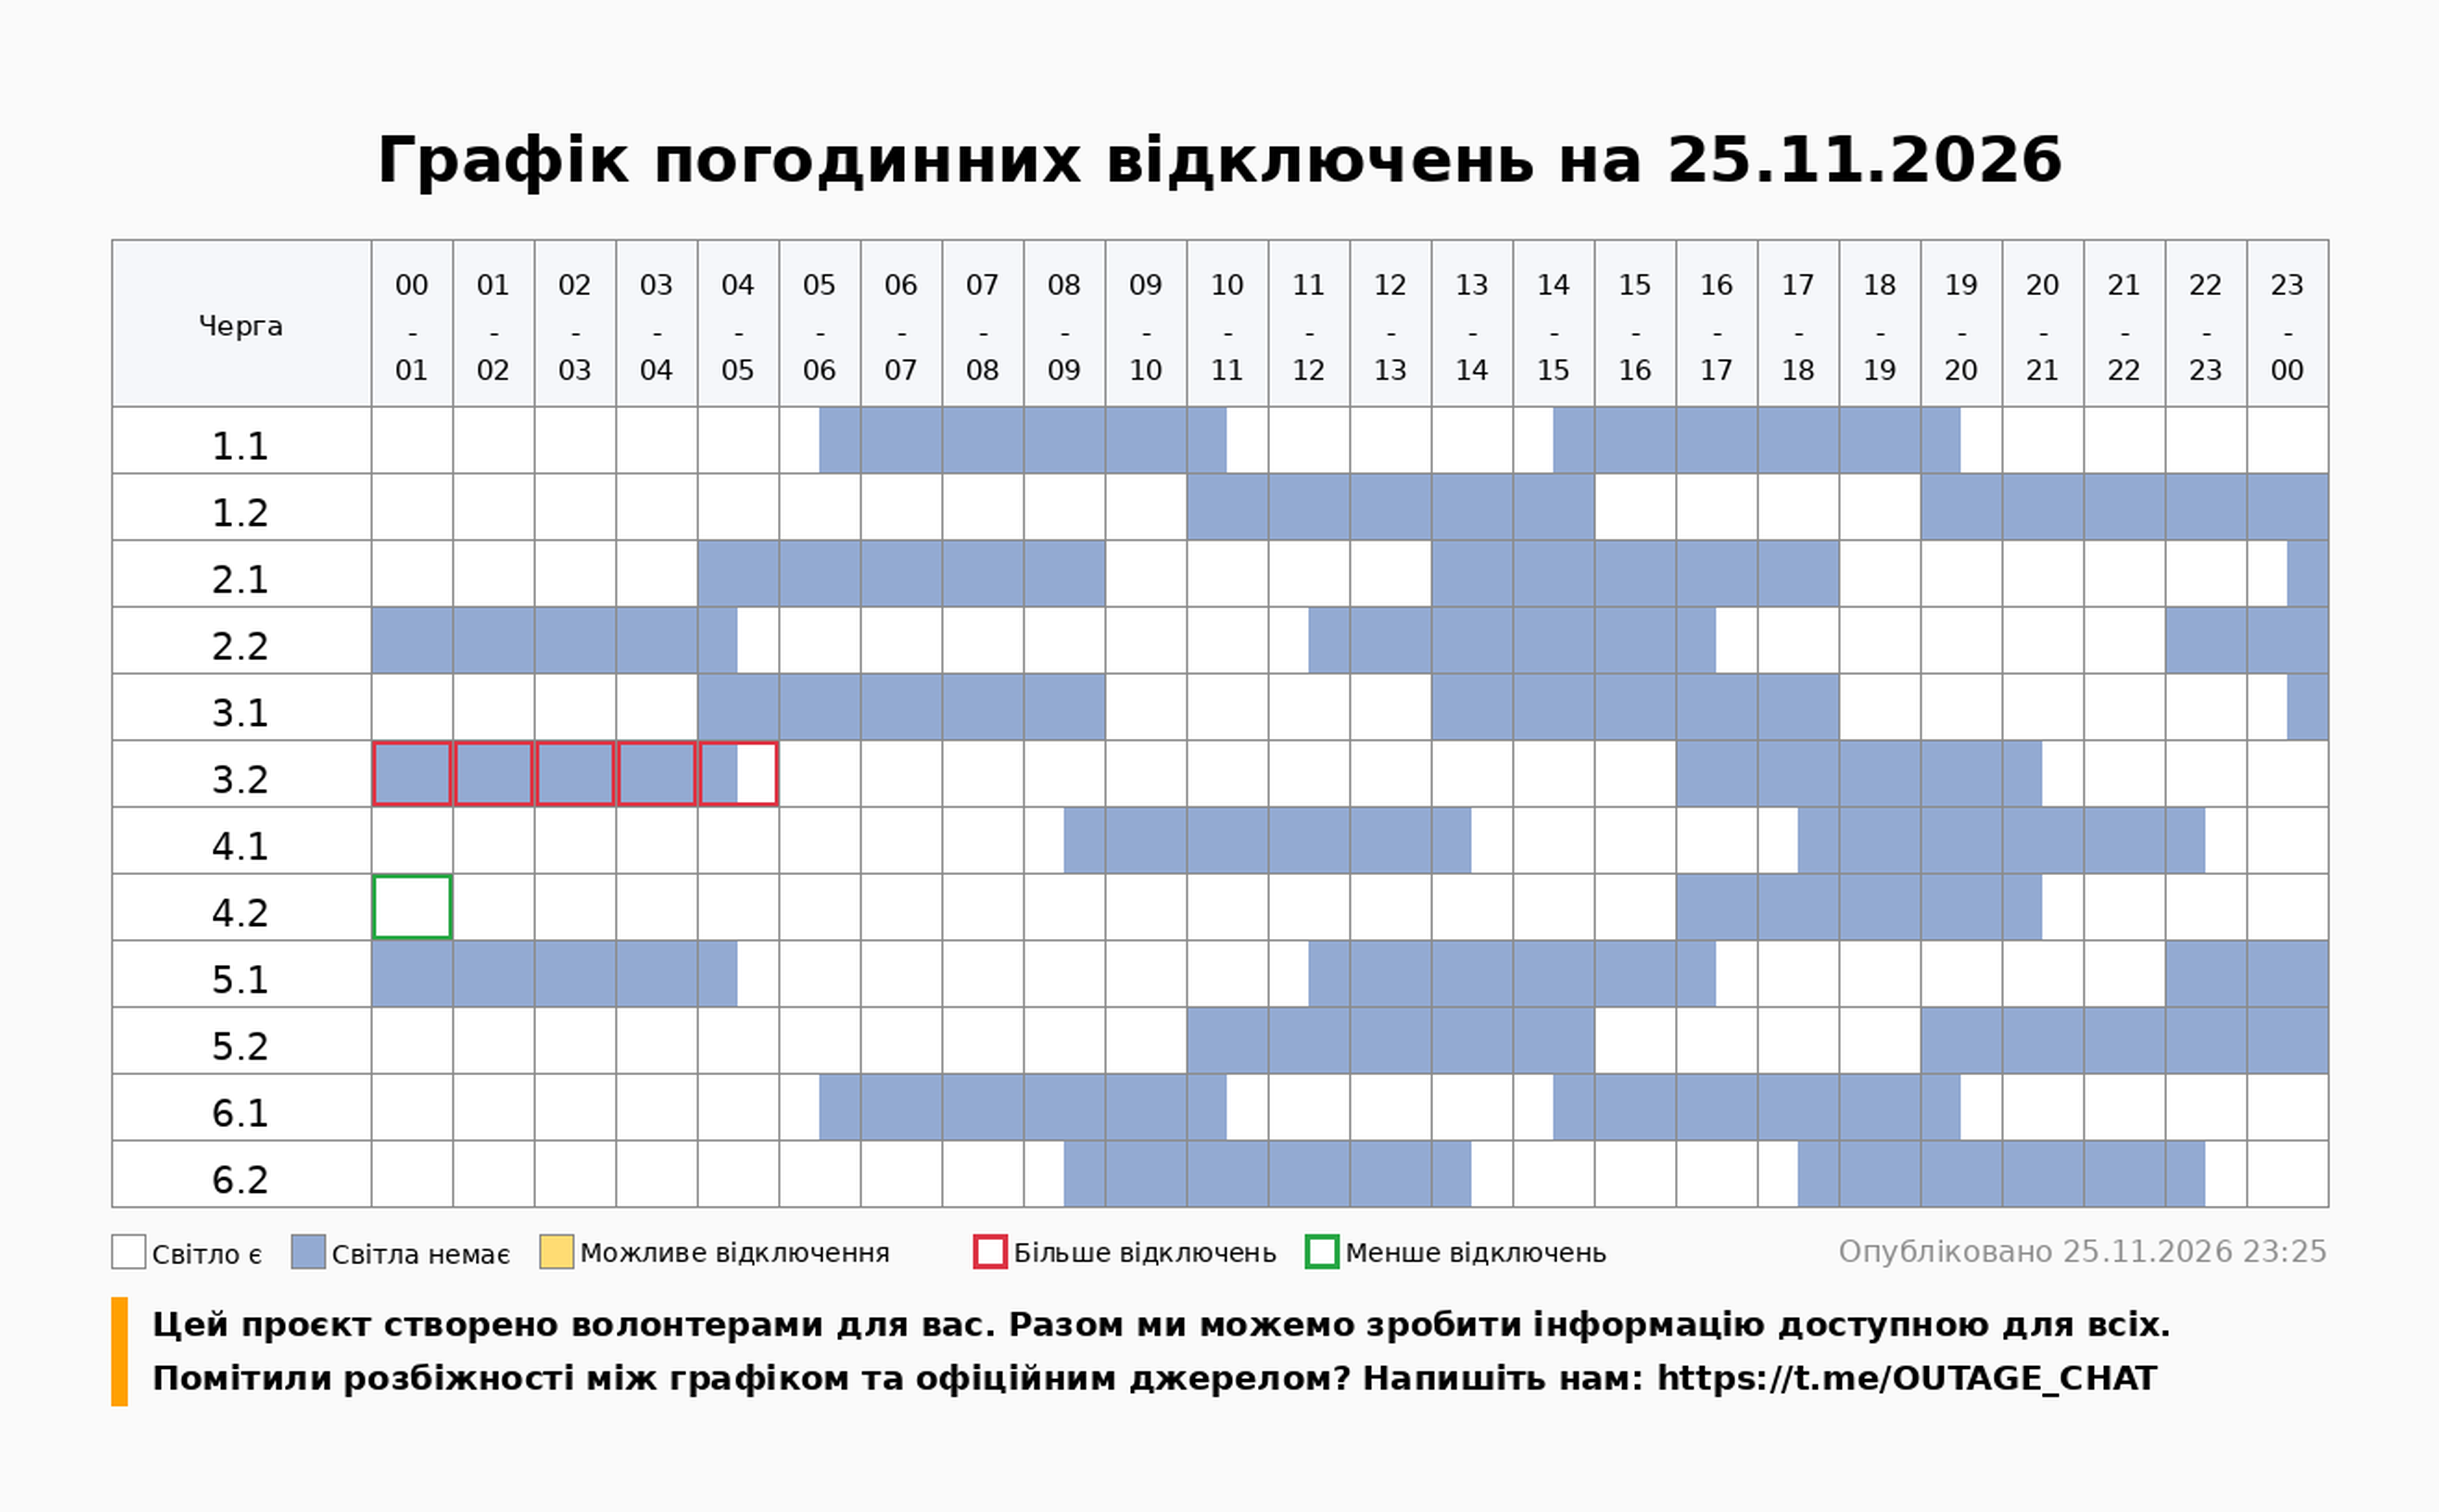 Графік погодинних відключень на 25.11.2026
Черга
00 - 01
01 - 02
02 - 03
03 - 04
04 - 05
05 - 06
06 - 07
07 - 08
08 - 09
09 - 10
10 - 11
11 - 12
12 - 13
13 - 14
14 - 15
15 - 16
16 - 17
17 - 18
18 - 19
19 - 20
20 - 21
21 - 22
22 - 23
23 - 00
1.1
1.2
2.1
2.2
3.1
3.2
4.1
4.2
5.1
5.2
6.1
6.2
Світло є
Світла немає
Можливе відключення
Більше відключень
Менше відключень
Опубліковано 25.11.2026 23:25
Цей проєкт створено волонтерами для вас. Разом ми можемо зробити інформацію доступною для всіх.
Помітили розбіжності між графіком та офіційним джерелом? Напишіть нам: https://t.me/OUTAGE_CHAT